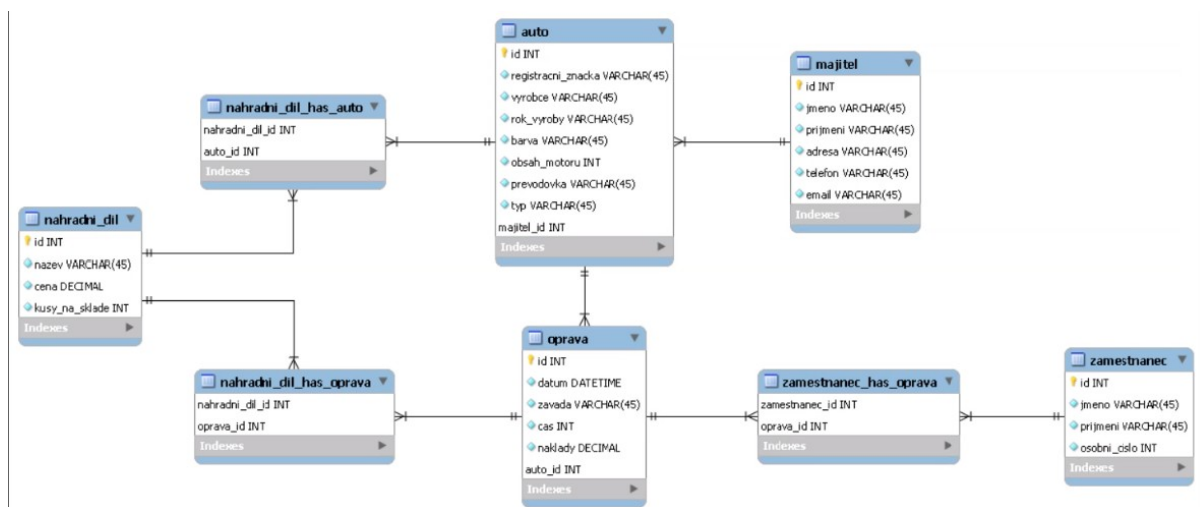 auto
id INT
registracni_znacka VARCHAR(45)
vyrobce VARCHAR(45)
rok_vyroby VARCHAR(45)
barva VARCHAR(45)
obsah_motoru INT
prevodovka VARCHAR(45)
typ VARCHAR(45)
majitel_id INT
Indexes
majitel
id INT
jmeno VARCHAR(45)
prijmeni VARCHAR(45)
adresa VARCHAR(45)
telefon VARCHAR(45)
email VARCHAR(45)
Indexes
nahradni_dil_has_auto
nahradni_dil_id INT
auto_id INT
Indexes
nahradni_dil
id INT
nazev VARCHAR(45)
cena DECIMAL
kusy_na_sklade INT
Indexes
nahradni_dil_has_oprava
nahradni_dil_id INT
oprava_id INT
Indexes
oprava
id INT
datum DATETIME
zavada VARCHAR(45)
cas INT
naklady DECIMAL
auto_id INT
Indexes
zamestnanec_has_oprava
zamestnanec_id INT
oprava_id INT
Indexes
zamestnanec
id INT
jmeno VARCHAR(45)
prijmeni VARCHAR(45)
osobni_cislo INT
Indexes